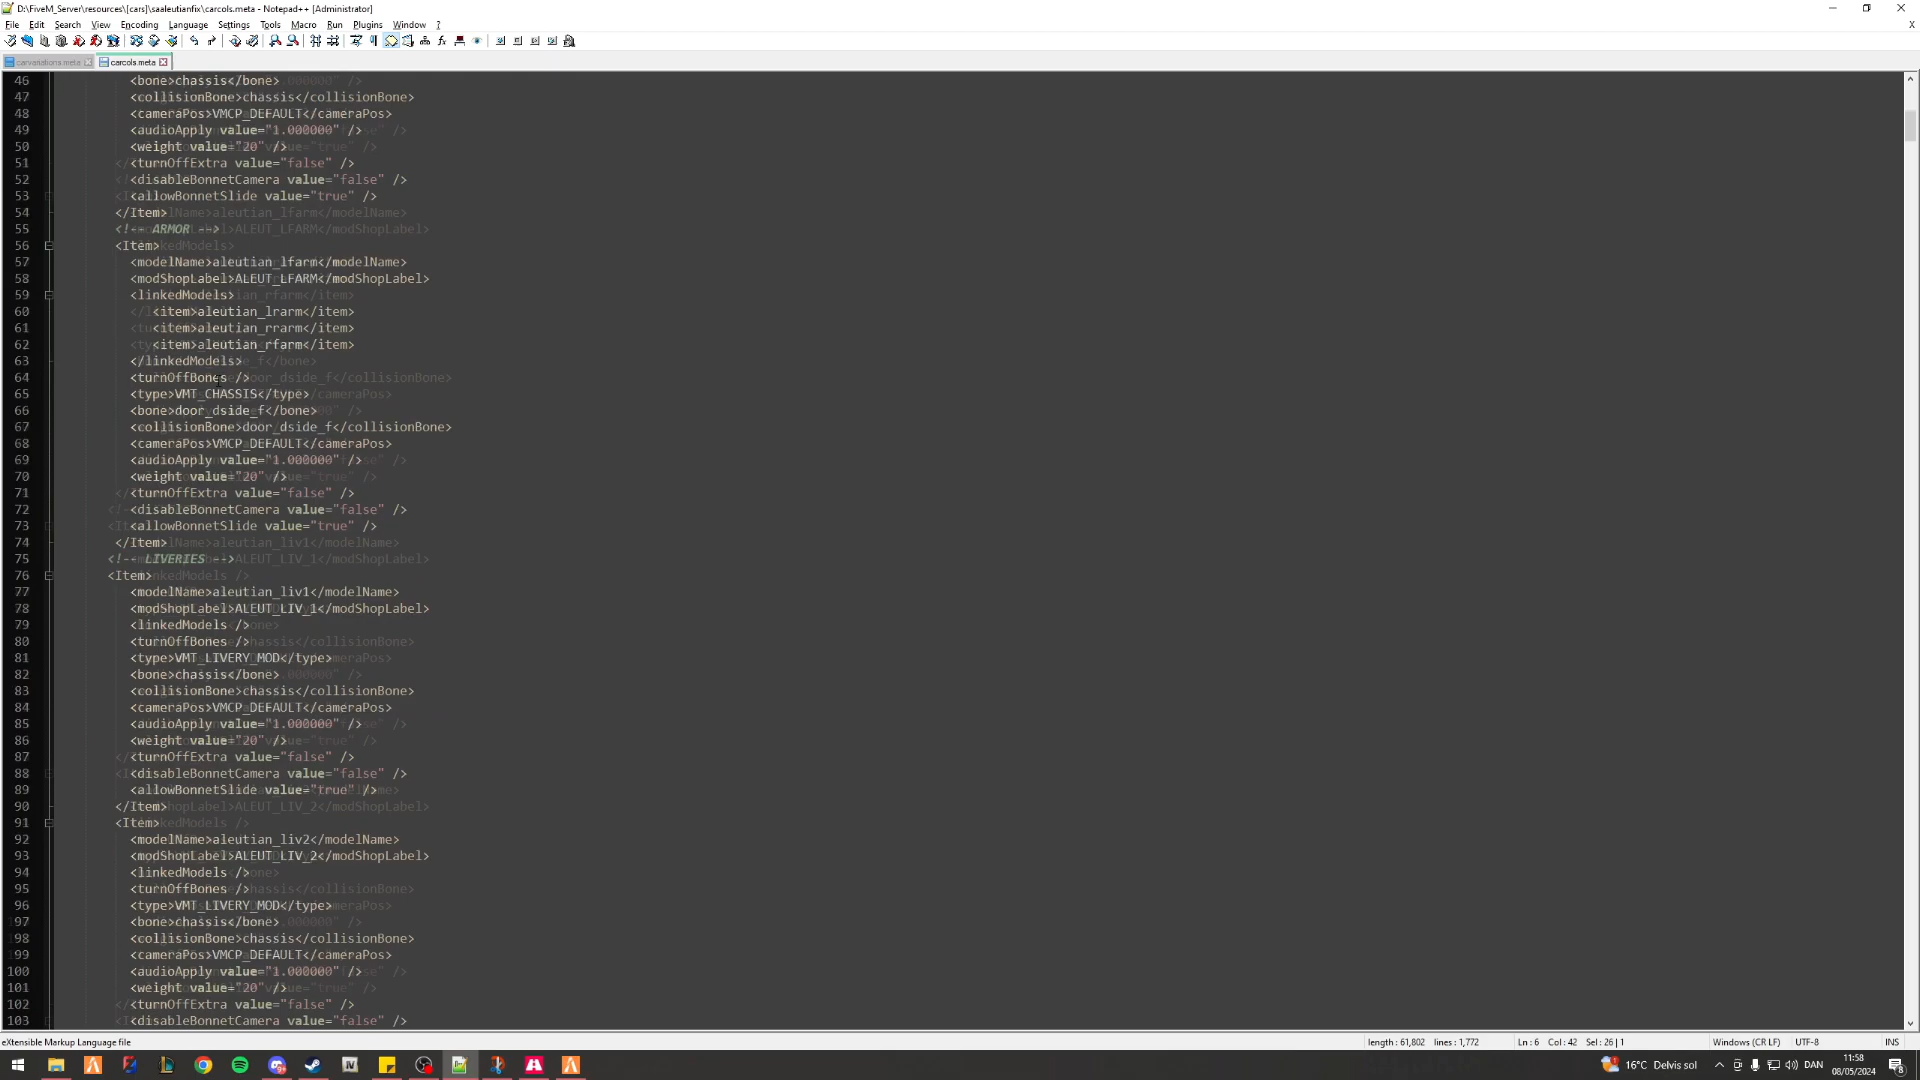 D:\FiveM_Server\resources\[cars]\saaleutianfix\carcols.meta - Notepad++ [Administrator]
File Edit Search View Encoding Language Settings Tools Macro Run Plugins Window ? X
carvariations.meta carcols.meta
46 <bone>chassis</bone>
47 <collisionBone>chassis</collisionBone>
48 <cameraPos>VMCP_DEFAULT</cameraPos>
49 <audioApply value="1.000000" />
50 <weight value="20" />
51 <turnOffExtra value="false" />
52 <disableBonnetCamera value="false" />
53 <allowBonnetSlide value="true" />
54 </Item>
55 <!-- ARMOR -->
56 <Item>
57 <modelName>aleutian_lfarm</modelName>
58 <modShopLabel>ALEUT_LFARM</modShopLabel>
59 <linkedModels>
60 <item>aleutian_lrarm</item>
61 <item>aleutian_rrarm</item>
62 <item>aleutian_rfarm</item>
63 </linkedModels>
64 <turnOffBones />
65 <type>VMT_CHASSIS</type>
66 <bone>door_dside_f</bone>
67 <collisionBone>door_dside_f</collisionBone>
68 <cameraPos>VMCP_DEFAULT</cameraPos>
69 <audioApply value="1.000000" />
70 <weight value="20" />
71 <turnOffExtra value="false" />
72 <disableBonnetCamera value="false" />
73 <allowBonnetSlide value="true" />
74 </Item>
75 <!-- LIVERIES -->
76 <Item>
77 <modelName>aleutian_liv1</modelName>
78 <modShopLabel>ALEUT_LIV_1</modShopLabel>
79 <linkedModels />
80 <turnOffBones />
81 <type>VMT_LIVERY_MOD</type>
82 <bone>chassis</bone>
83 <collisionBone>chassis</collisionBone>
84 <cameraPos>VMCP_DEFAULT</cameraPos>
85 <audioApply value="1.000000" />
86 <weight value="20" />
87 <turnOffExtra value="false" />
88 <disableBonnetCamera value="false" />
89 <allowBonnetSlide value="true" />
90 </Item>
91 <Item>
92 <modelName>aleutian_liv2</modelName>
93 <modShopLabel>ALEUT_LIV_2</modShopLabel>
94 <linkedModels />
95 <turnOffBones />
96 <type>VMT_LIVERY_MOD</type>
97 <bone>chassis</bone>
98 <collisionBone>chassis</collisionBone>
99 <cameraPos>VMCP_DEFAULT</cameraPos>
100 <audioApply value="1.000000" />
101 <weight value="20" />
102 <turnOffExtra value="false" />
103 <disableBonnetCamera value="false" />
eXtensible Markup Language file length : 61,802 lines : 1,772 Ln : 6 Col : 42 Sel : 26 | 1 Windows (CR LF) UTF-8 INS
16°C Delvis sol DAN 11:58
08/05/2024 8